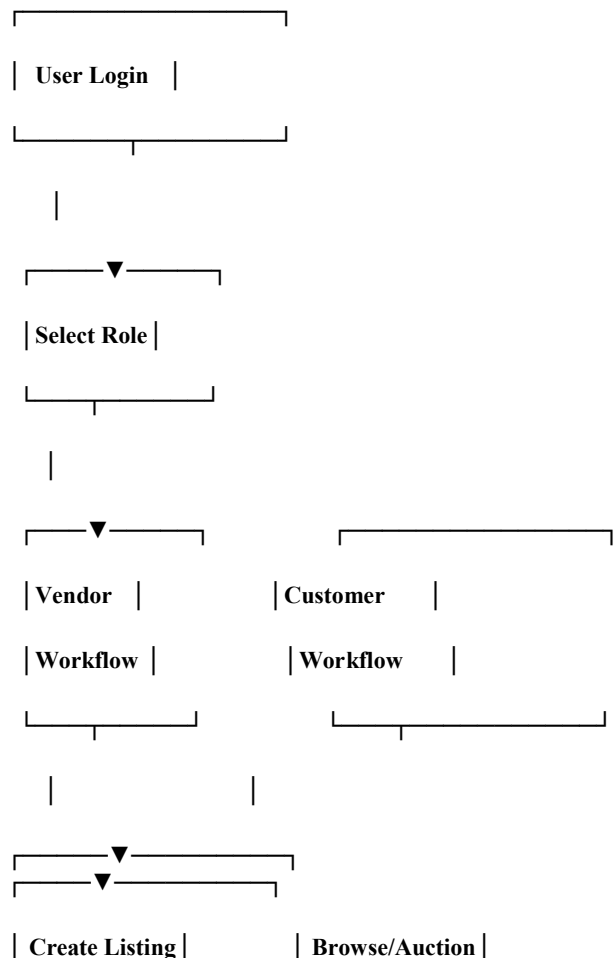 User Login
Select Role
Vendor Customer
Workflow Workflow
Create Listing Browse/Auction